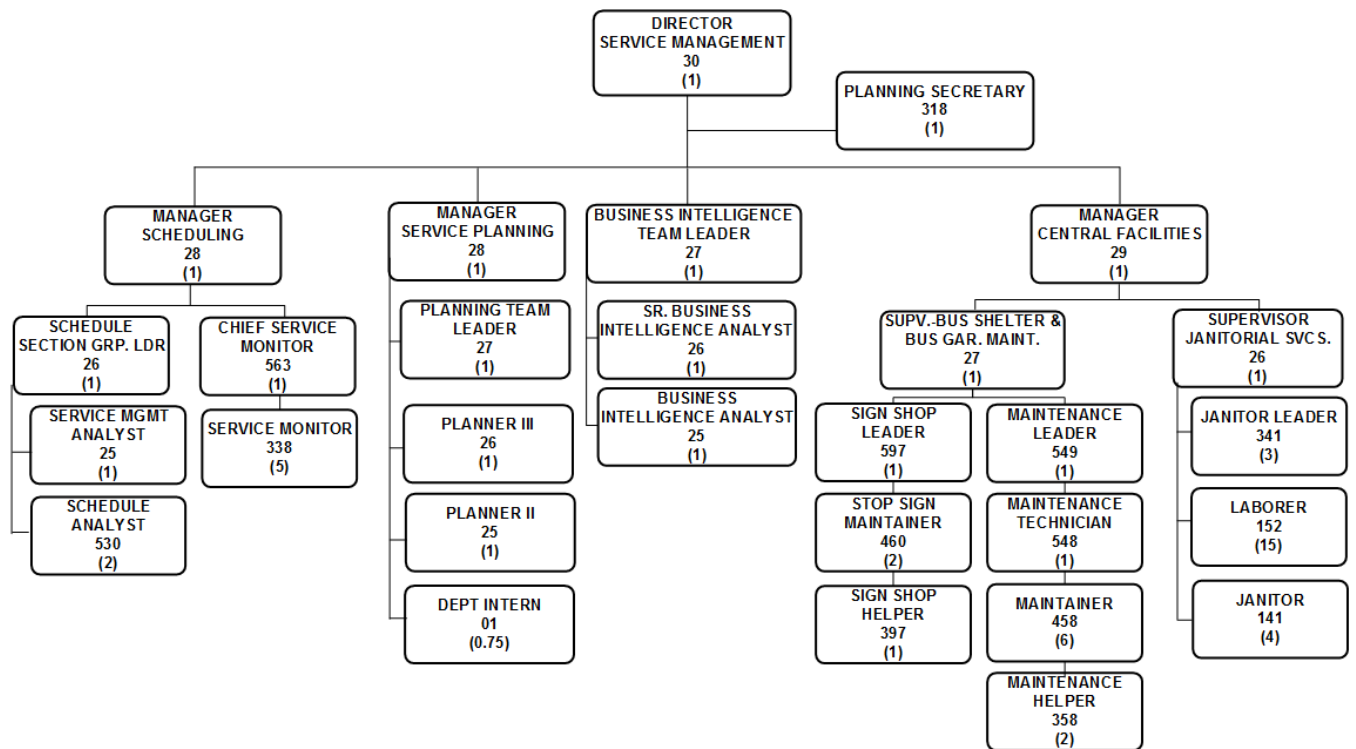 DIRECTOR
SERVICE MANAGEMENT
30
(1)
PLANNING SECRETARY
318
(1)
MANAGER
SCHEDULING
28
(1)
MANAGER
SERVICE PLANNING
28
(1)
BUSINESS INTELLIGENCE
TEAM LEADER
27
(1)
MANAGER
CENTRAL FACILITIES
29
(1)
SCHEDULE
SECTION GRP. LDR
26
(1)
CHIEF SERVICE
MONITOR
563
(1)
SERVICE MGMT
ANALYST
25
(1)
SERVICE MONITOR
338
(5)
SCHEDULE
ANALYST
530
(2)
PLANNING TEAM
LEADER
27
(1)
PLANNER III
26
(1)
PLANNER II
25
(1)
DEPT INTERN
01
(0.75)
SR. BUSINESS
INTELLIGENCE ANALYST
26
(1)
BUSINESS
INTELLIGENCE ANALYST
25
(1)
SUPV.-BUS SHELTER &
BUS GAR. MAINT.
27
(1)
SUPERVISOR
JANITORIAL SVCS.
26
(1)
SIGN SHOP
LEADER
597
(1)
STOP SIGN
MAINTAINER
460
(2)
SIGN SHOP
HELPER
397
(1)
MAINTENANCE
LEADER
549
(1)
MAINTENANCE
TECHNICIAN
548
(1)
MAINTAINER
458
(6)
MAINTENANCE
HELPER
358
(2)
JANITOR LEADER
341
(3)
LABORER
152
(15)
JANITOR
141
(4)